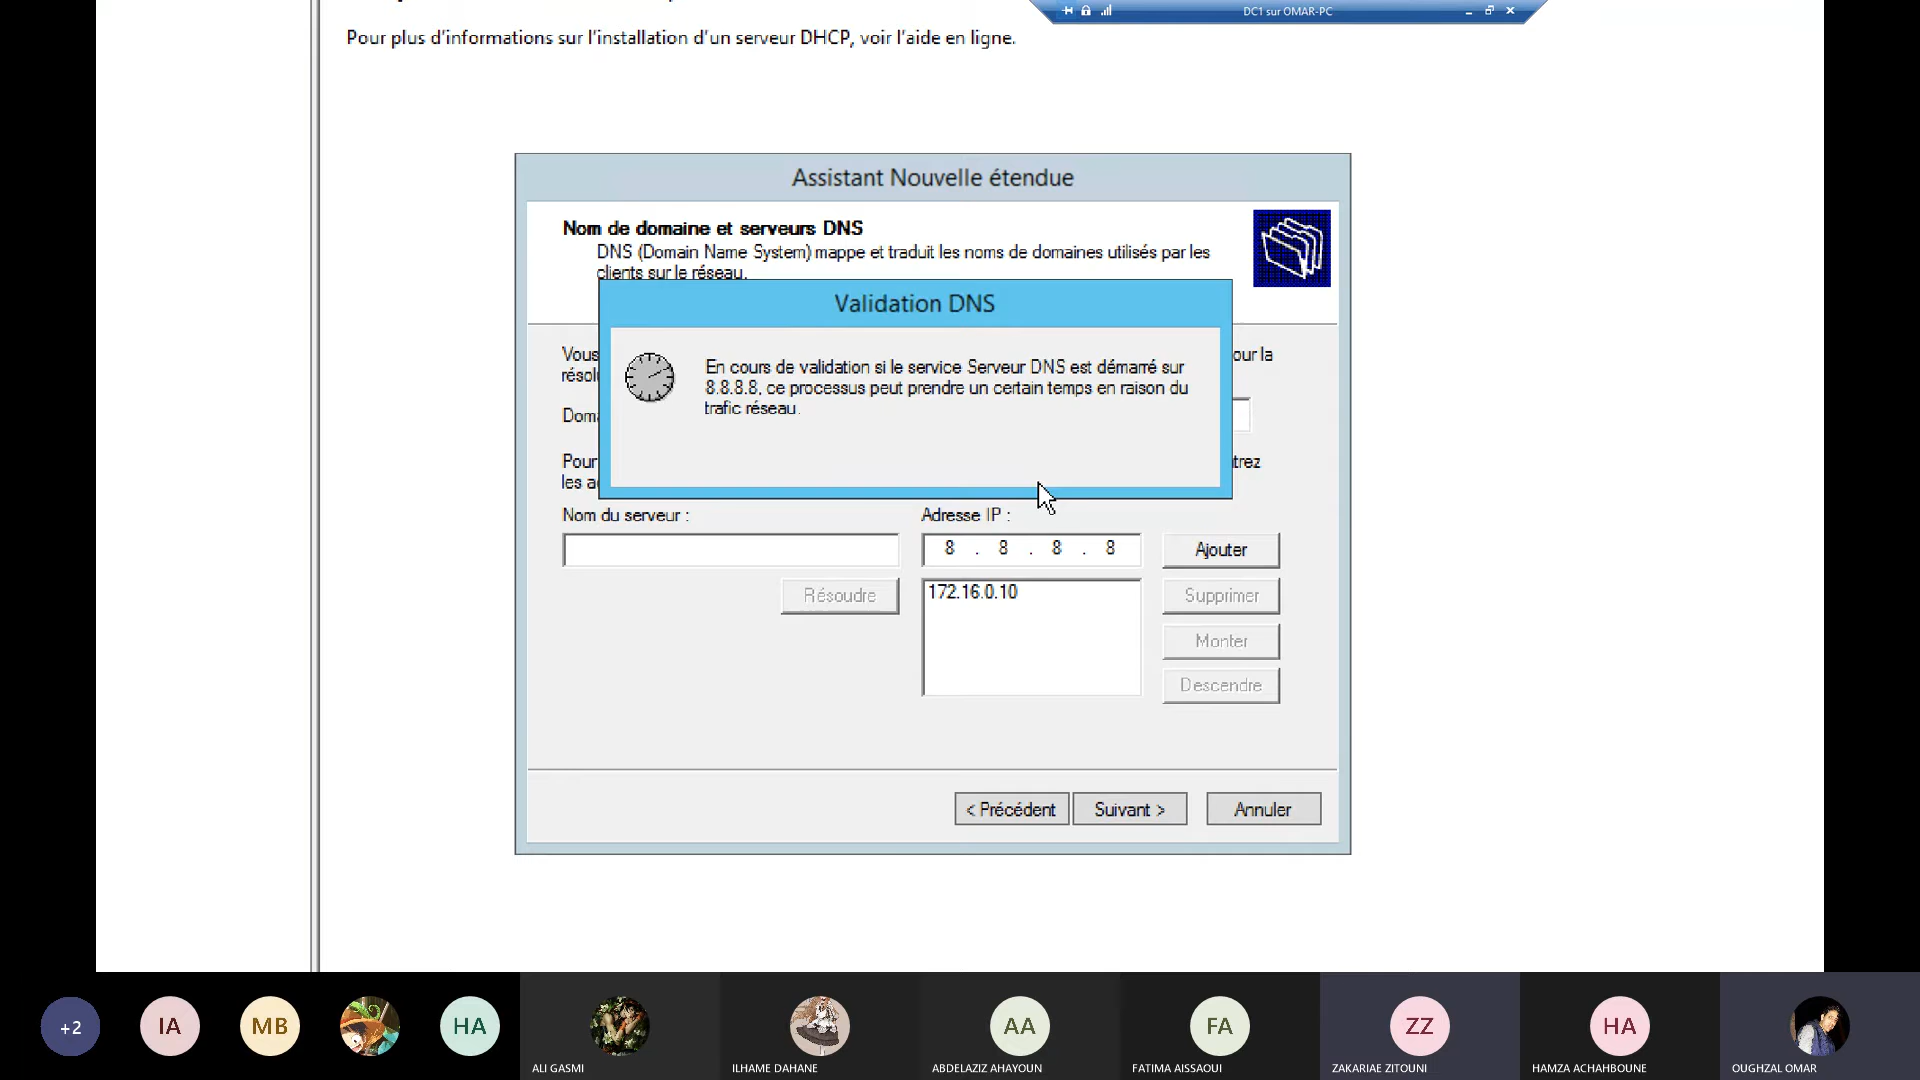 DC1 sur OMAR-PC
Pour plus d'informations sur l'installation d'un serveur DHCP, voir l'aide en ligne.
Assistant Nouvelle étendue
Nom de domaine et serveurs DNS
DNS (Domain Name System) mappe et traduit les noms de domaines utilisés par les
clients sur le réseau.
Validation DNS
En cours de validation si le service Serveur DNS est démarré sur
8.8.8.8, ce processus peut prendre un certain temps en raison du
trafic réseau.
Vous our la
résol
Doma
Pour trez
les a
Nom du serveur : Adresse IP :
8 . 8 . 8 . 8 Ajouter
Résoudre 172.16.0.10 Supprimer
Monter
Descendre
< Précédent Suivant > Annuler
+2 IA MB HA AA FA ZZ HA
ALI GASMI ILHAME DAHANE ABDELAZIZ AHAYOUN FATIMA AISSAOUI ZAKARIAE ZITOUNI HAMZA ACHAHBOUNE OUGHZAL OMAR